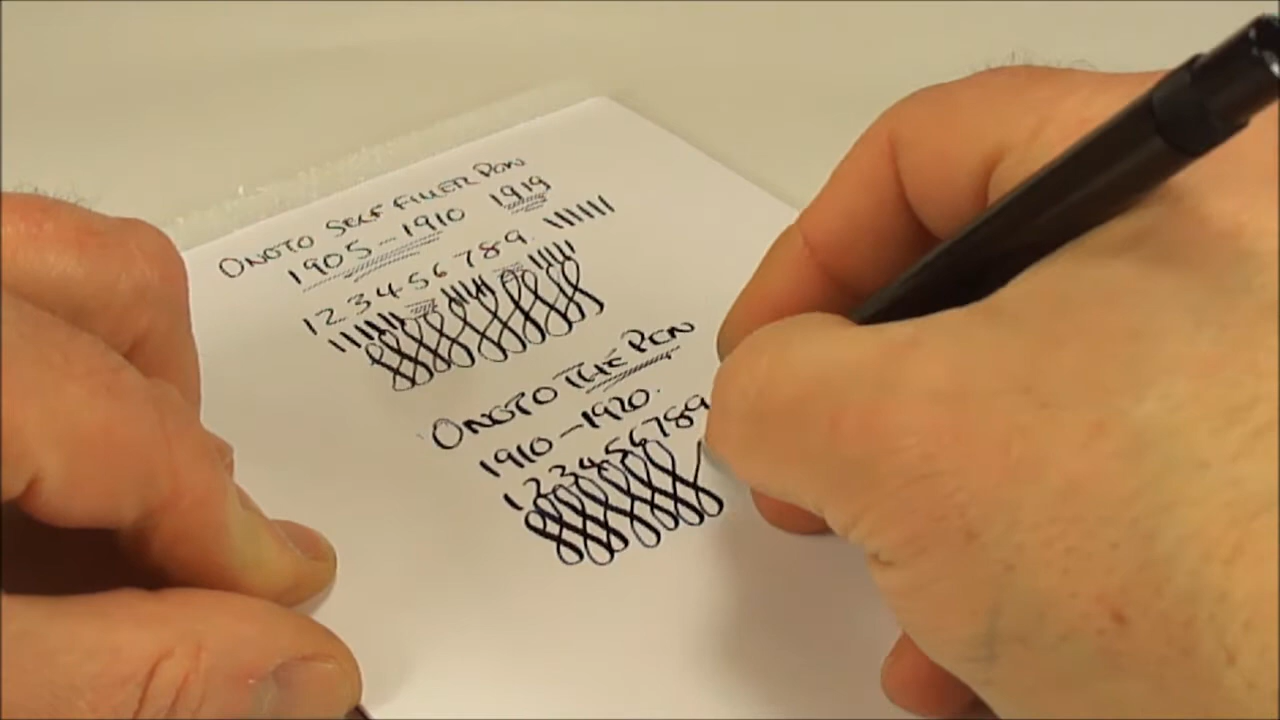 ONOTO SELF FILLER PEN
1905-1910 1919
123456789.
ONOTO THE PEN
1910-1920.
123456789